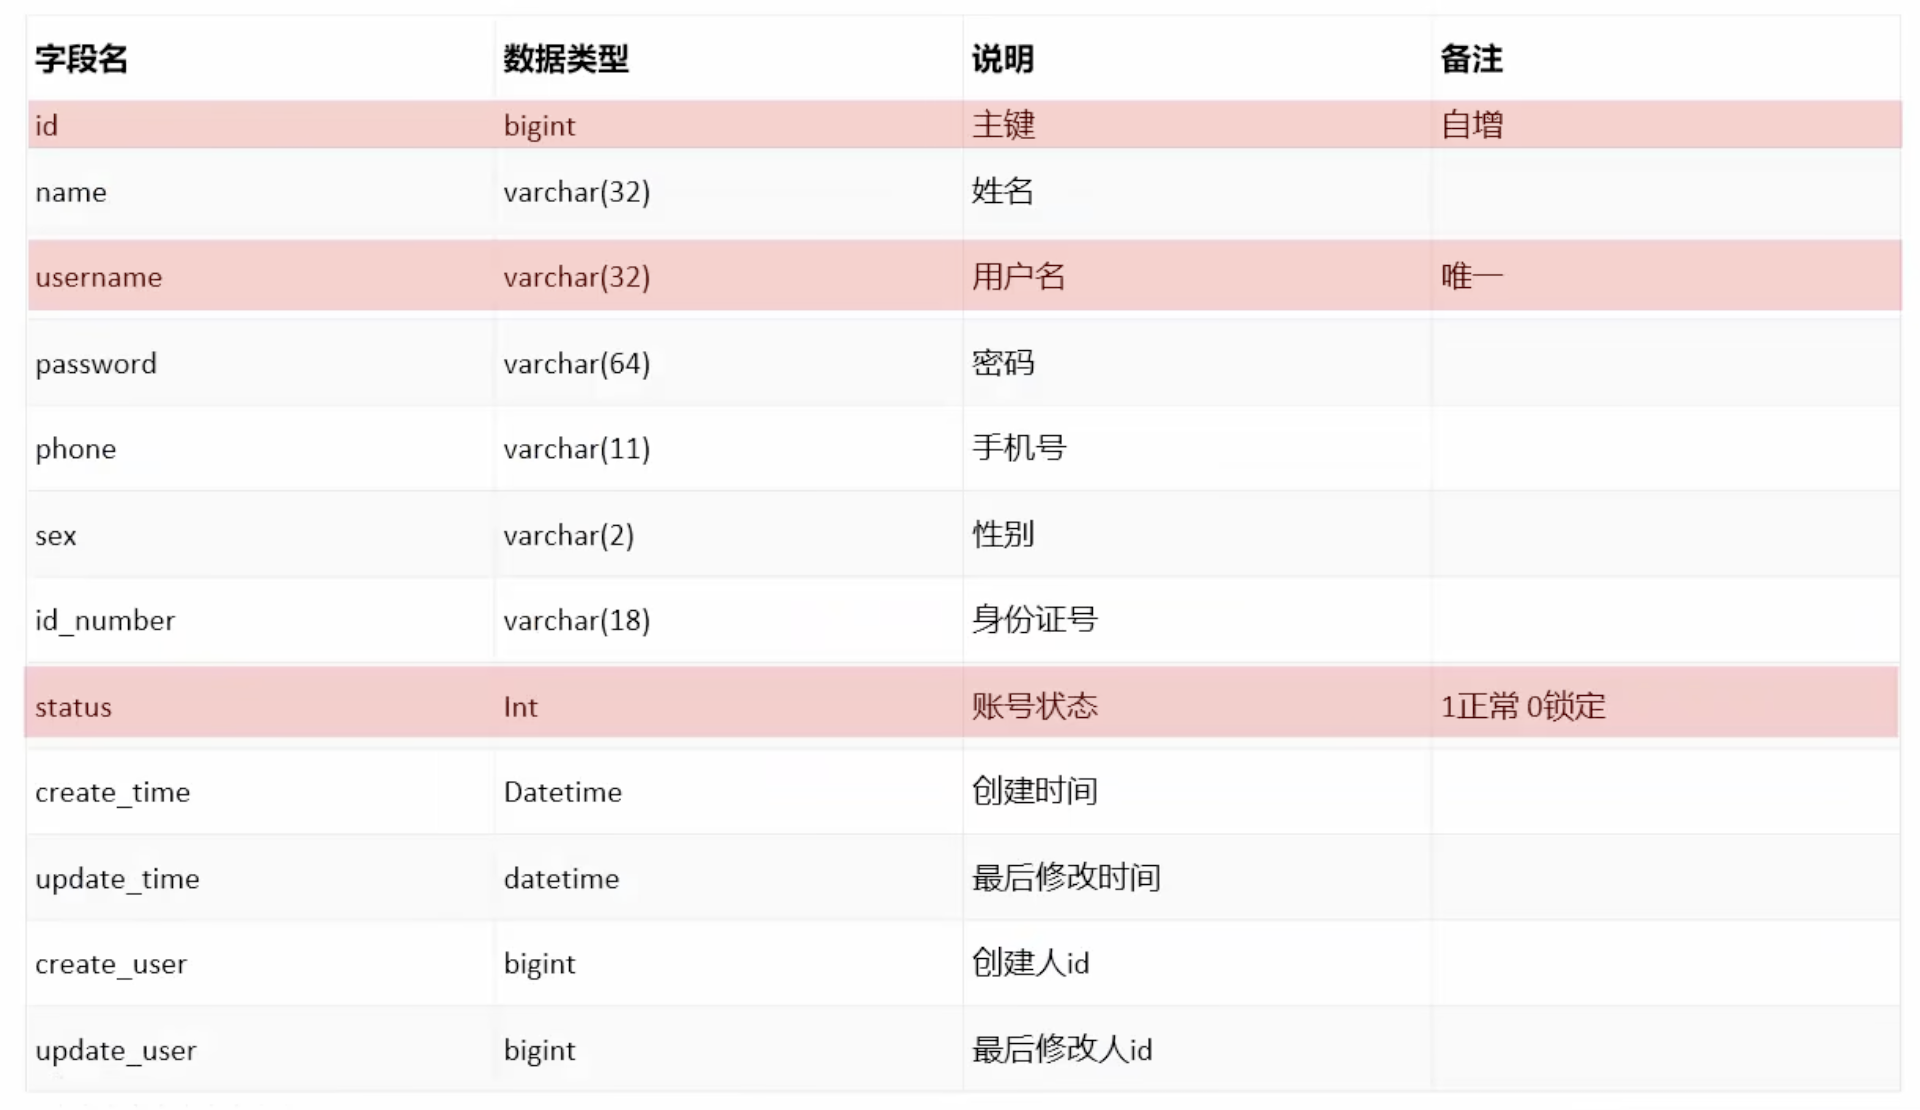 字段名 数据类型 说明 备注
id bigint 主键 自增
name varchar(32) 姓名
username varchar(32) 用户名 唯一
password varchar(64) 密码
phone varchar(11) 手机号
sex varchar(2) 性别
id_number varchar(18) 身份证号
status Int 账号状态 1正常 0锁定
create_time Datetime 创建时间
update_time datetime 最后修改时间
create_user bigint 创建人id
update_user bigint 最后修改人id